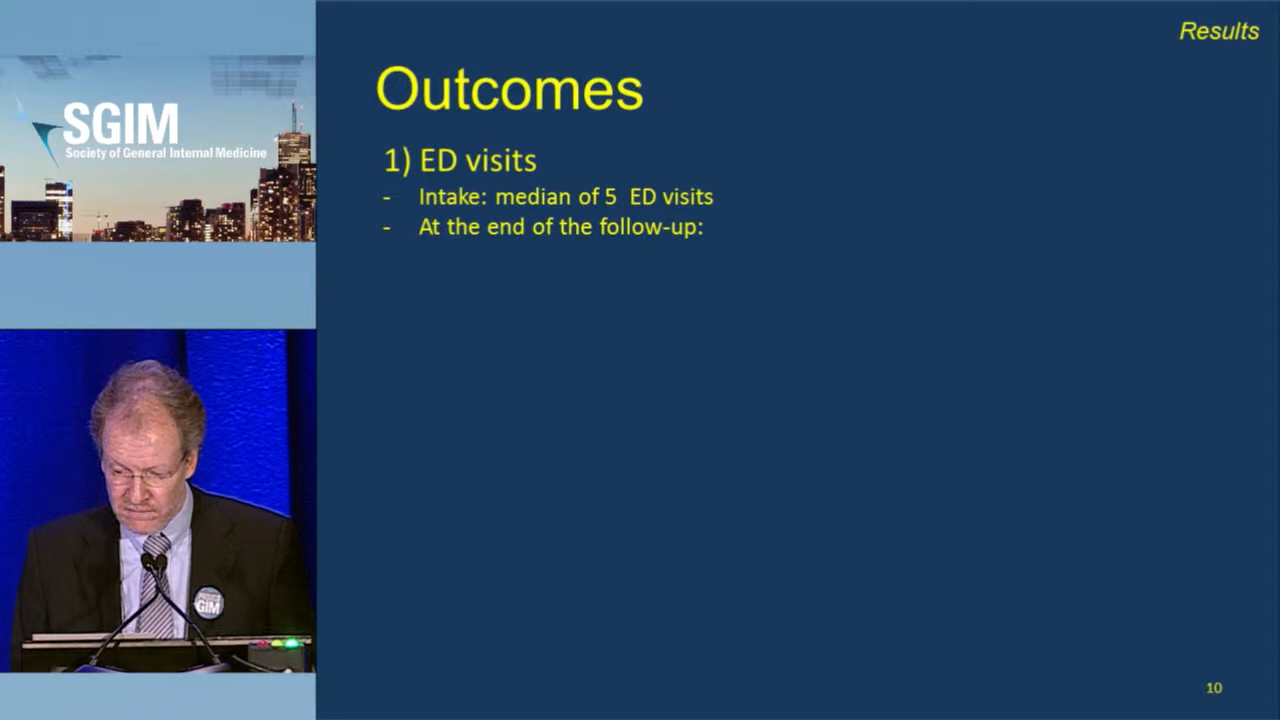 Results
SGIM
Society of General Internal Medicine
Outcomes
1) ED visits
- Intake: median of 5 ED visits
- At the end of the follow-up:
GIM
10